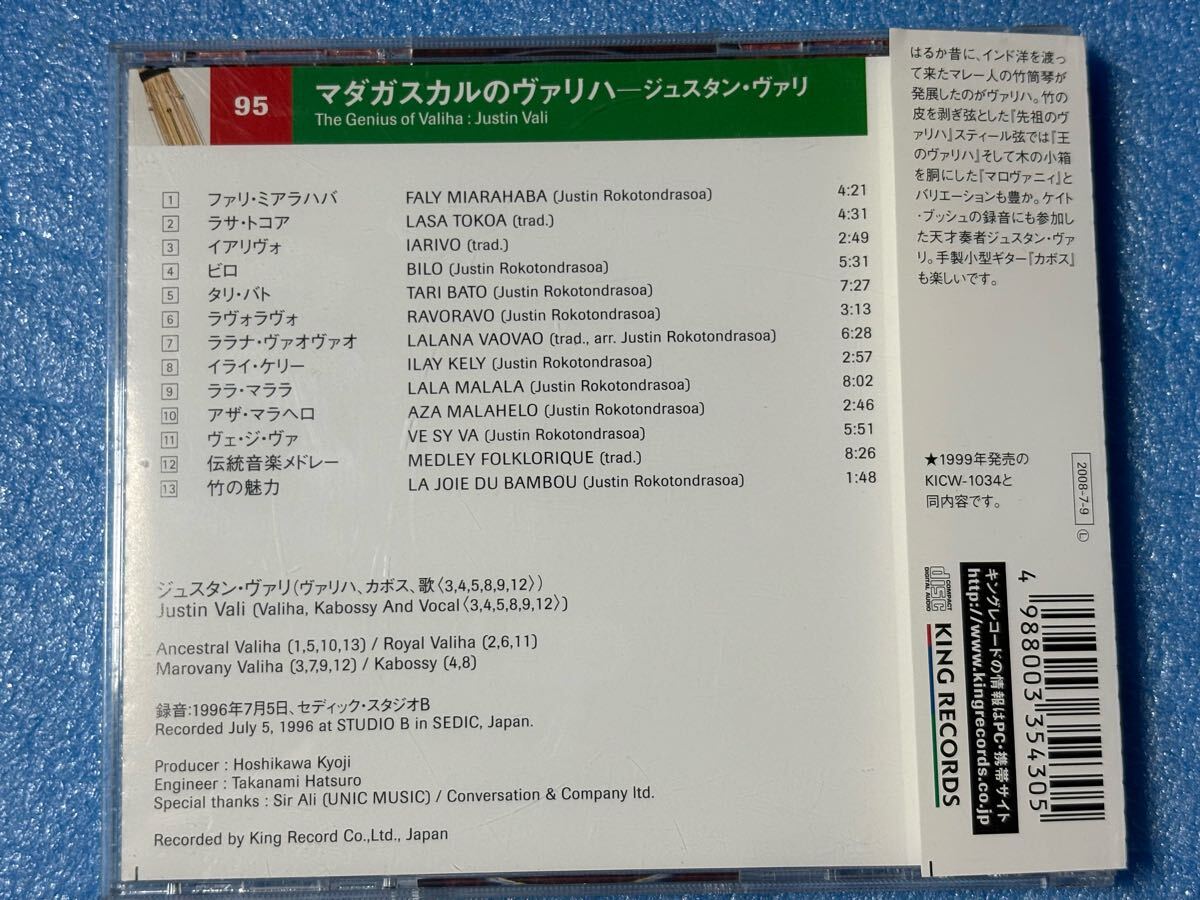 95
マダガスカルのヴァリハ─ジュスタン・ヴァリ
The Genius of Valiha : Justin Vali
1 ファリ・ミアラハバ FALY MIARAHABA (Justin Rokotondrasoa) 4:21
2 ラサ・トコア LASA TOKOA (trad.) 4:31
3 イアリヴォ IARIVO (trad.) 2:49
4 ビロ BILO (Justin Rokotondrasoa) 5:31
5 タリ・バト TARI BATO (Justin Rokotondrasoa) 7:27
6 ラヴォラヴォ RAVORAVO (Justin Rokotondrasoa) 3:13
7 ララナ・ヴァオヴァオ LALANA VAOVAO (trad., arr. Justin Rokotondrasoa) 6:28
8 イライ・ケリー ILAY KELY (Justin Rokotondrasoa) 2:57
9 ララ・マララ LALA MALALA (Justin Rokotondrasoa) 8:02
10 アザ・マラヘロ AZA MALAHELO (Justin Rokotondrasoa) 2:46
11 ヴェ・ジ・ヴァ VE SY VA (Justin Rokotondrasoa) 5:51
12 伝統音楽メドレー MEDLEY FOLKLORIQUE (trad.) 8:26
13 竹の魅力 LA JOIE DU BAMBOU (Justin Rokotondrasoa) 1:48
ジュスタン・ヴァリ(ヴァリハ、カボス、歌〈3,4,5,8,9,12〉)
Justin Vali (Valiha, Kabossy And Vocal〈3,4,5,8,9,12〉)
Ancestral Valiha (1,5,10,13) / Royal Valiha (2,6,11)
Marovany Valiha (3,7,9,12) / Kabossy (4,8)
録音:1996年7月5日、セディック・スタジオB
Recorded July 5, 1996 at STUDIO B in SEDIC, Japan.
Producer : Hoshikawa Kyoji
Engineer : Takanami Hatsuro
Special thanks : Sir Ali (UNIC MUSIC) / Conversation & Company ltd.
Recorded by King Record Co.,Ltd., Japan
はるか昔に、インド洋を渡っ
て来たマレー人の竹筒琴が
発展したのがヴァリハ。竹の
皮を剥ぎ弦とした『先祖のヴ
ァリハ』スティール弦では『王
のヴァリハ』そして木の小箱
を胴にした『マロヴァニィ』と
バリエーションも豊か。ケイト
・ブッシュの録音にも参加し
た天才奏者ジュスタン・ヴァ
リ。手製小型ギター『カボス』
も楽しいです。
★1999年発売の
KICW-1034と
同内容です。
2008-7-9
Ⓛ
COMPACT
disc
DIGITAL AUDIO
KING RECORDS
キングレコードの情報はPC・携帯サイト
http://www.kingrecords.co.jp
4 988003 354305